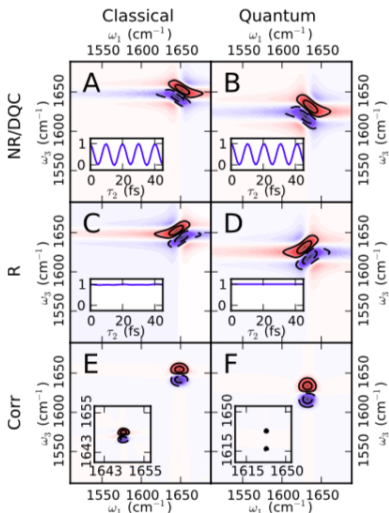 Classical Quantum
ω₁ (cm⁻¹) ω₁ (cm⁻¹)
1550 1600 1650 1550 1600 1650
NR/DQC
A
1
0
0 20 40
τ₂ (fs)
B
1
0
0 20 40
τ₂ (fs)
1650
1600
1550
ω₃ (cm⁻¹)
R
C
1
0
0 20 40
τ₂ (fs)
D
1
0
0 20 40
τ₂ (fs)
1650
1600
1550
ω₃ (cm⁻¹)
Corr
E
1655
1643
1643 1655
F
1650
1615
1615 1650
1650
1600
1550
ω₃ (cm⁻¹)
1550 1600 1650 1550 1600 1650
ω₁ (cm⁻¹) ω₁ (cm⁻¹)